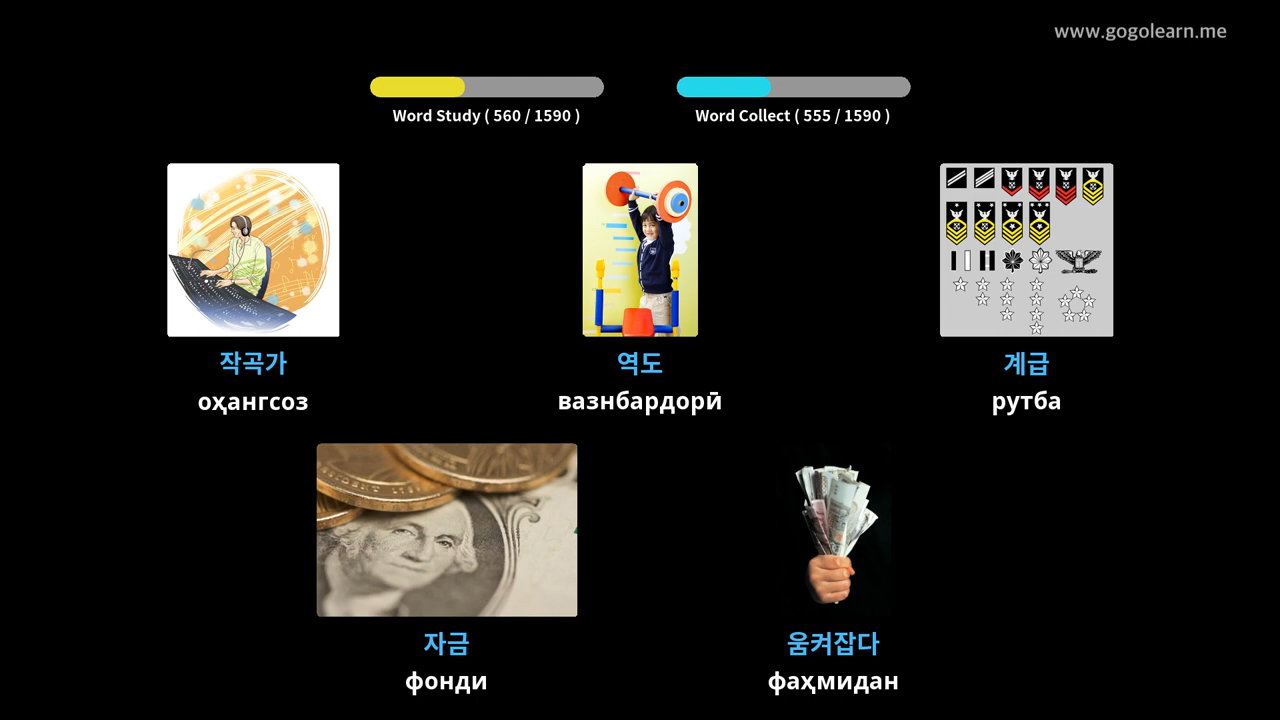 www.gogolearn.me
Word Study ( 560 / 1590 )
Word Collect ( 555 / 1590 )
작곡가
역도
계급
оҳангсоз
вазнбардорӣ
рутба
자금
움켜잡다
фонди
фаҳмидан